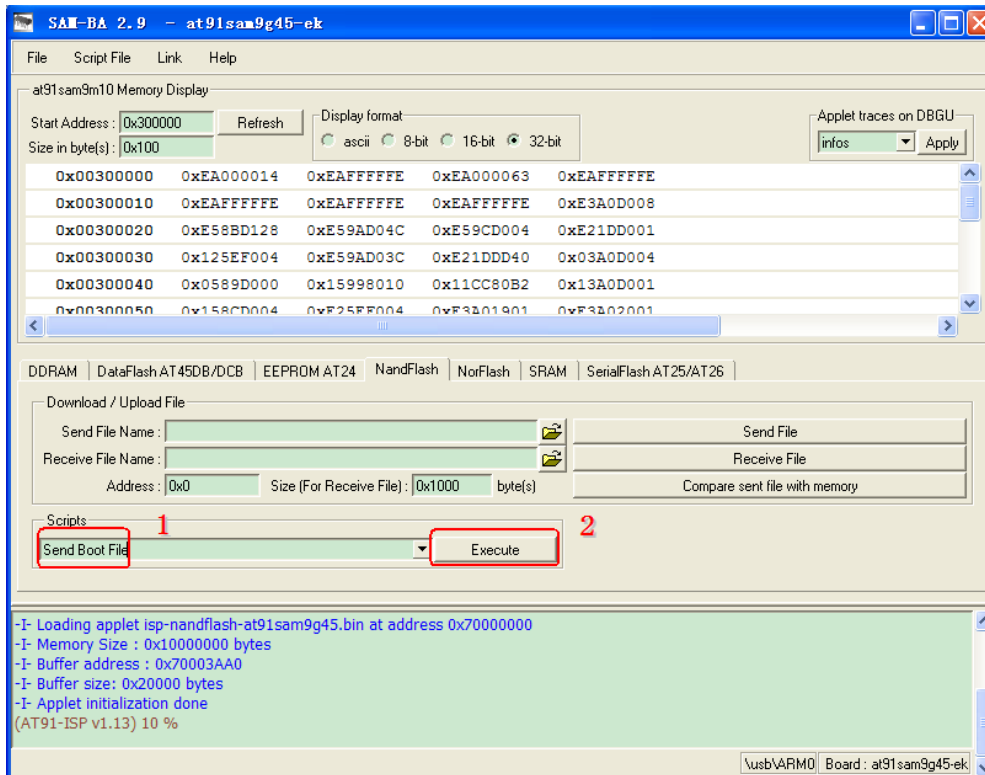 SAM-BA 2.9 - at91sam9g45-ek
File Script File Link Help
at91sam9m10 Memory Display
Start Address : 0x300000 Refresh
Size in byte(s) : 0x100
Display format
ascii 8-bit 16-bit 32-bit
Applet traces on DBGU
infos Apply
0x00300000 0xEA000014 0xEAFFFFFE 0xEA000063 0xEAFFFFFE
0x00300010 0xEAFFFFFE 0xEAFFFFFE 0xEAFFFFFE 0xE3A0D008
0x00300020 0xE58BD128 0xE59AD04C 0xE59CD004 0xE21DD001
0x00300030 0x125EF004 0xE59AD03C 0xE21DDD40 0x03A0D004
0x00300040 0x0589D000 0x15998010 0x11CC80B2 0x13A0D001
0x00300050 0x158CD004 0xE25EF004 0xE3A01901 0xE3A02001
DDRAM DataFlash AT45DB/DCB EEPROM AT24 NandFlash NorFlash SRAM SerialFlash AT25/AT26
Download / Upload File
Send File Name : Send File
Receive File Name : Receive File
Address : 0x0 Size (For Receive File) : 0x1000 byte(s) Compare sent file with memory
Scripts 1 2
Send Boot File Execute
-I- Loading applet isp-nandflash-at91sam9g45.bin at address 0x70000000
-I- Memory Size : 0x10000000 bytes
-I- Buffer address : 0x70003AA0
-I- Buffer size: 0x20000 bytes
-I- Applet initialization done
(AT91-ISP v1.13) 10 %
\usb\ARM0 Board : at91sam9g45-ek